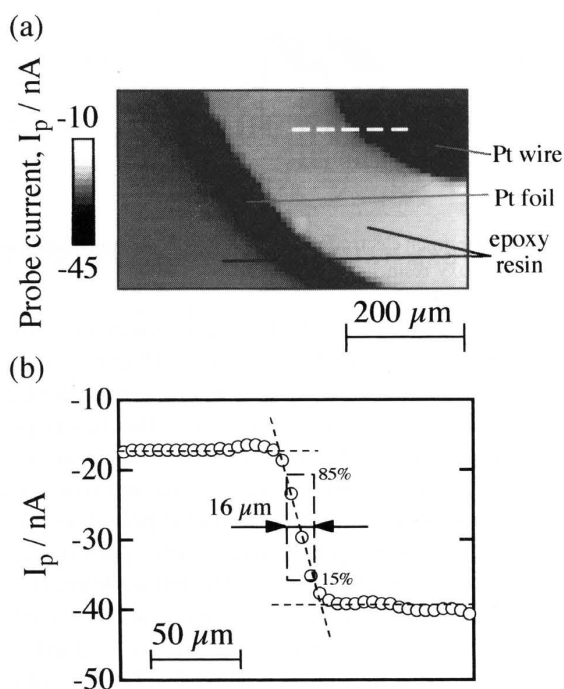 (a)
Probe current, I_p / nA
-10
-45
Pt wire
Pt foil
epoxy
resin
200 µm
(b)
I_p / nA
-10
-20
-30
-40
-50
85%
16 µm
15%
50 µm